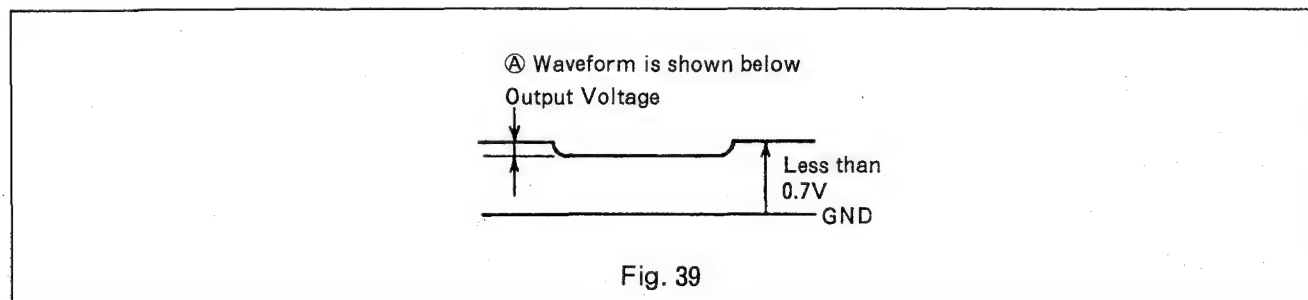 Ⓐ Waveform is shown below
Output Voltage
Less than
0.7V
GND
Fig. 39